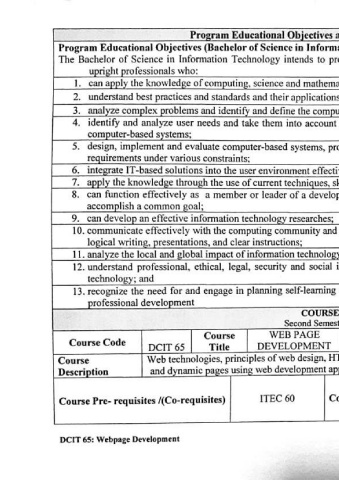 Program Educational Objectives a
Program Educational Objectives (Bachelor of Science in Informa
The Bachelor of Science in Information Technology intends to pro
upright professionals who:
1. can apply the knowledge of computing, science and mathema
2. understand best practices and standards and their applications
3. analyze complex problems and identify and define the compu
4. identify and analyze user needs and take them into account
computer-based systems;
5. design, implement and evaluate computer-based systems, pro
requirements under various constraints;
6. integrate IT-based solutions into the user environment effecti
7. apply the knowledge through the use of current techniques, sk
8. can function effectively as a member or leader of a develop
accomplish a common goal;
9. can develop an effective information technology researches;
10. communicate effectively with the computing community and
logical writing, presentations, and clear instructions;
11. analyze the local and global impact of information technology
12. understand professional, ethical, legal, security and social i
technology; and
13. recognize the need for and engage in planning self-learning
professional development
COURSE
Second Semest
Course Code DCIT 65 Course Title WEB PAGE DEVELOPMENT
Course Description Web technologies, principles of web design, HT
and dynamic pages using web development app
Course Pre- requisites /(Co-requisites) ITEC 60 Co
DCIT 65: Webpage Development